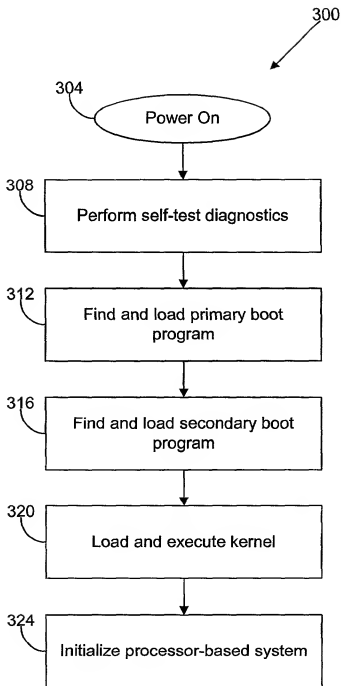 300
304
Power On
308
Perform self-test diagnostics
312
Find and load primary boot
program
316
Find and load secondary boot
program
320
Load and execute kernel
324
Initialize processor-based system